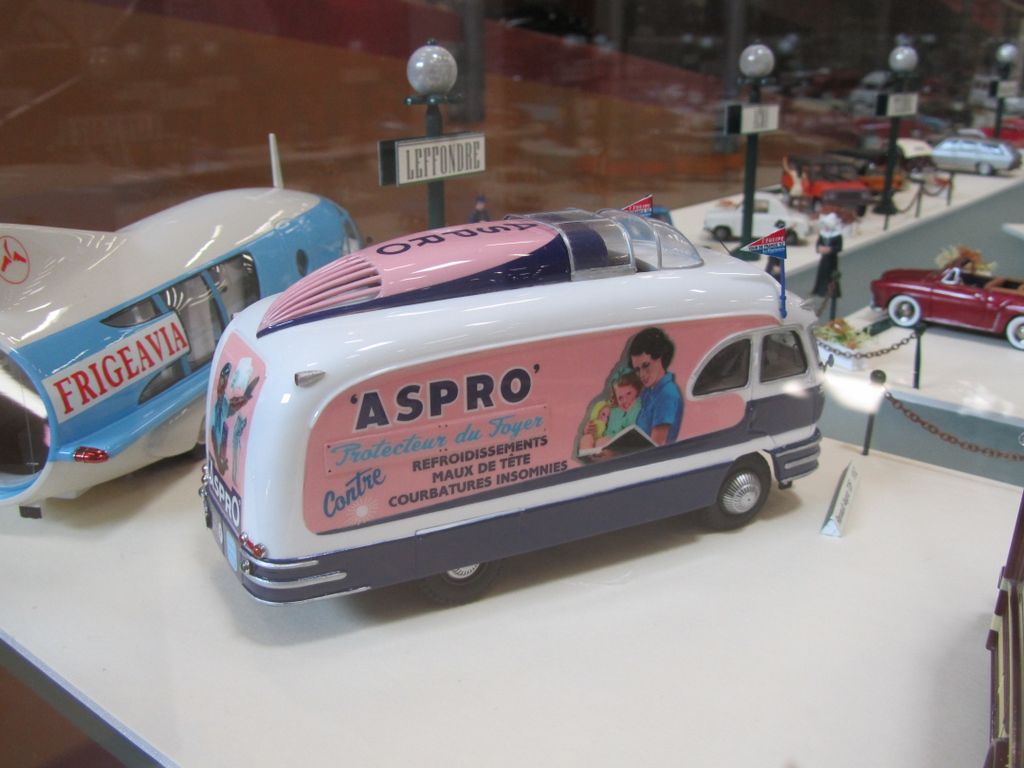 LEFFONDRE
ASPRO
FRIGEAVIA
'ASPRO'
Protecteur du Foyer
Contre
REFROIDISSEMENTS
MAUX DE TÊTE
COURBATURES INSOMNIES
ASPRO